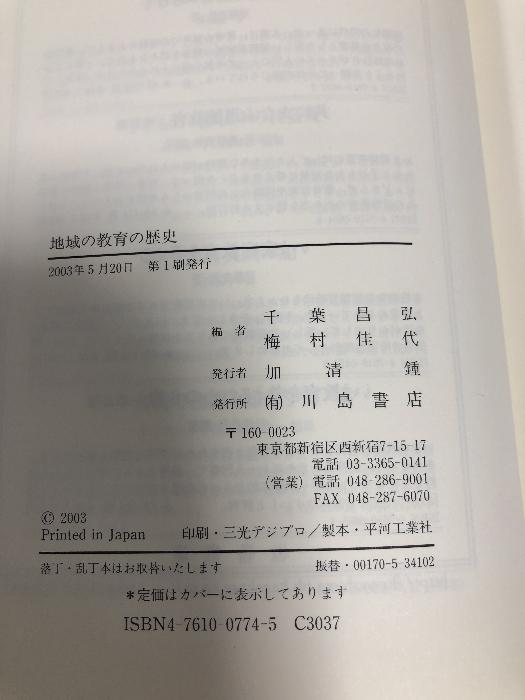 地域の教育の歴史
2003年5月20日 第1刷発行
編者 千葉昌弘
梅村佳代
発行者 加清鍾
発行所 ㈲川島書店
〒160-0023
東京都新宿区西新宿7-15-17
電話 03-3365-0141
(営業) 電話 048-286-9001
FAX 048-287-6070
© 2003
Printed in Japan 印刷・三光デジプロ/製本・平河工業社
落丁・乱丁本はお取替いたします 振替・00170-5-34102
*定価はカバーに表示してあります
ISBN4-7610-0774-5 C3037